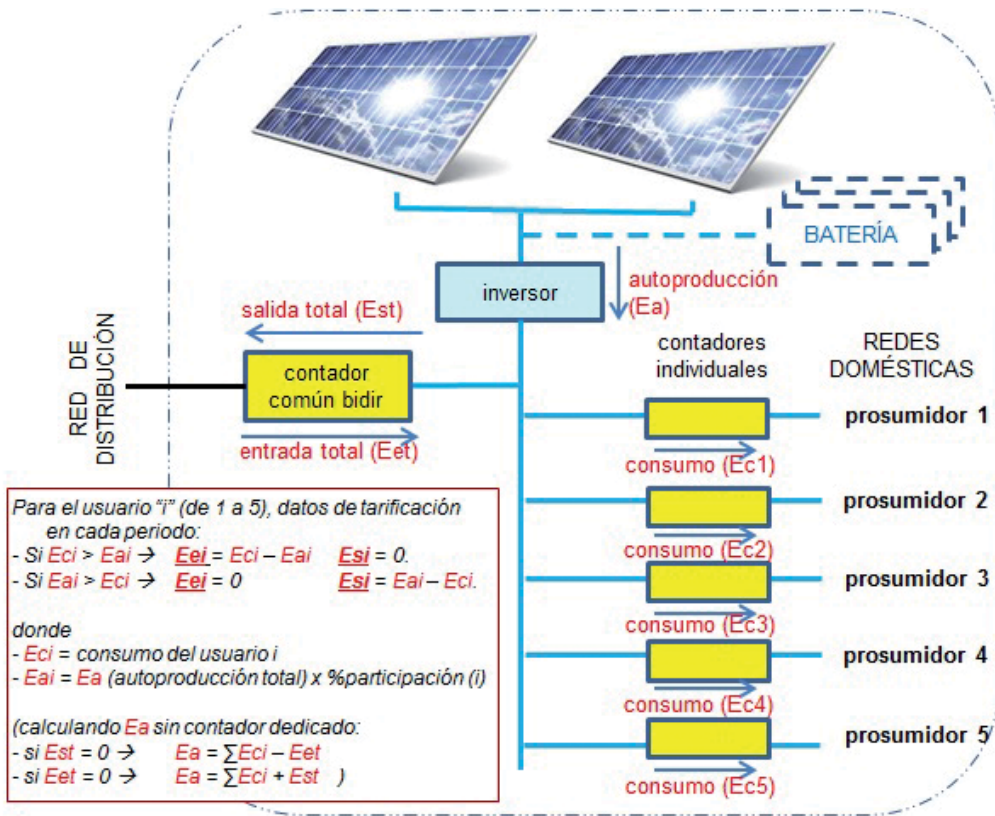 BATERÍA
inversor
autoproducción
(Ea)
salida total (Est)
RED DE
DISTRIBUCIÓN
contador
común bidir
entrada total (Eet)
contadores
individuales
REDES
DOMÉSTICAS
prosumidor 1
consumo (Ec1)
prosumidor 2
consumo (Ec2)
prosumidor 3
consumo (Ec3)
prosumidor 4
consumo (Ec4)
prosumidor 5
consumo (Ec5)
Para el usuario "i" (de 1 a 5), datos de tarificación
en cada periodo:
- Si Eci > Eai → Eei = Eci – Eai Esi = 0.
- Si Eai > Eci → Eei = 0 Esi = Eai – Eci.
donde
- Eci = consumo del usuario i
- Eai = Ea (autoproducción total) x %participación (i)
(calculando Ea sin contador dedicado:
- si Est = 0 → Ea = ∑Eci – Eet
- si Eet = 0 → Ea = ∑Eci + Est )